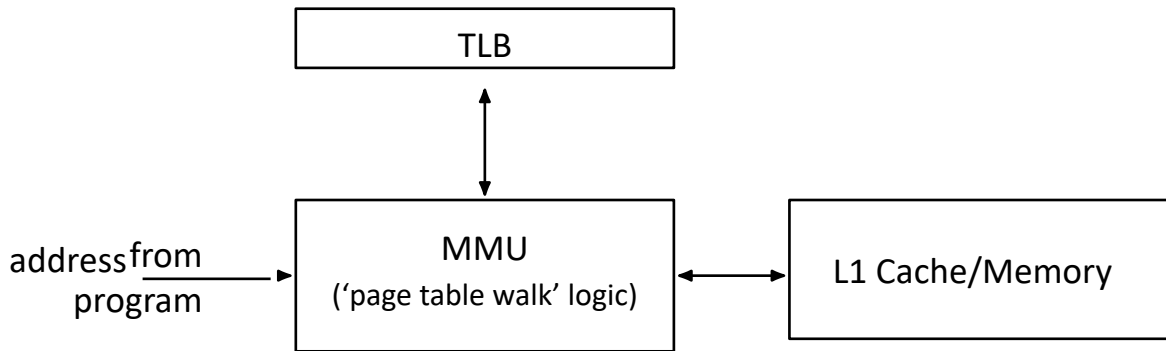 TLB
address from
program
MMU
(‘page table walk’ logic)
L1 Cache/Memory